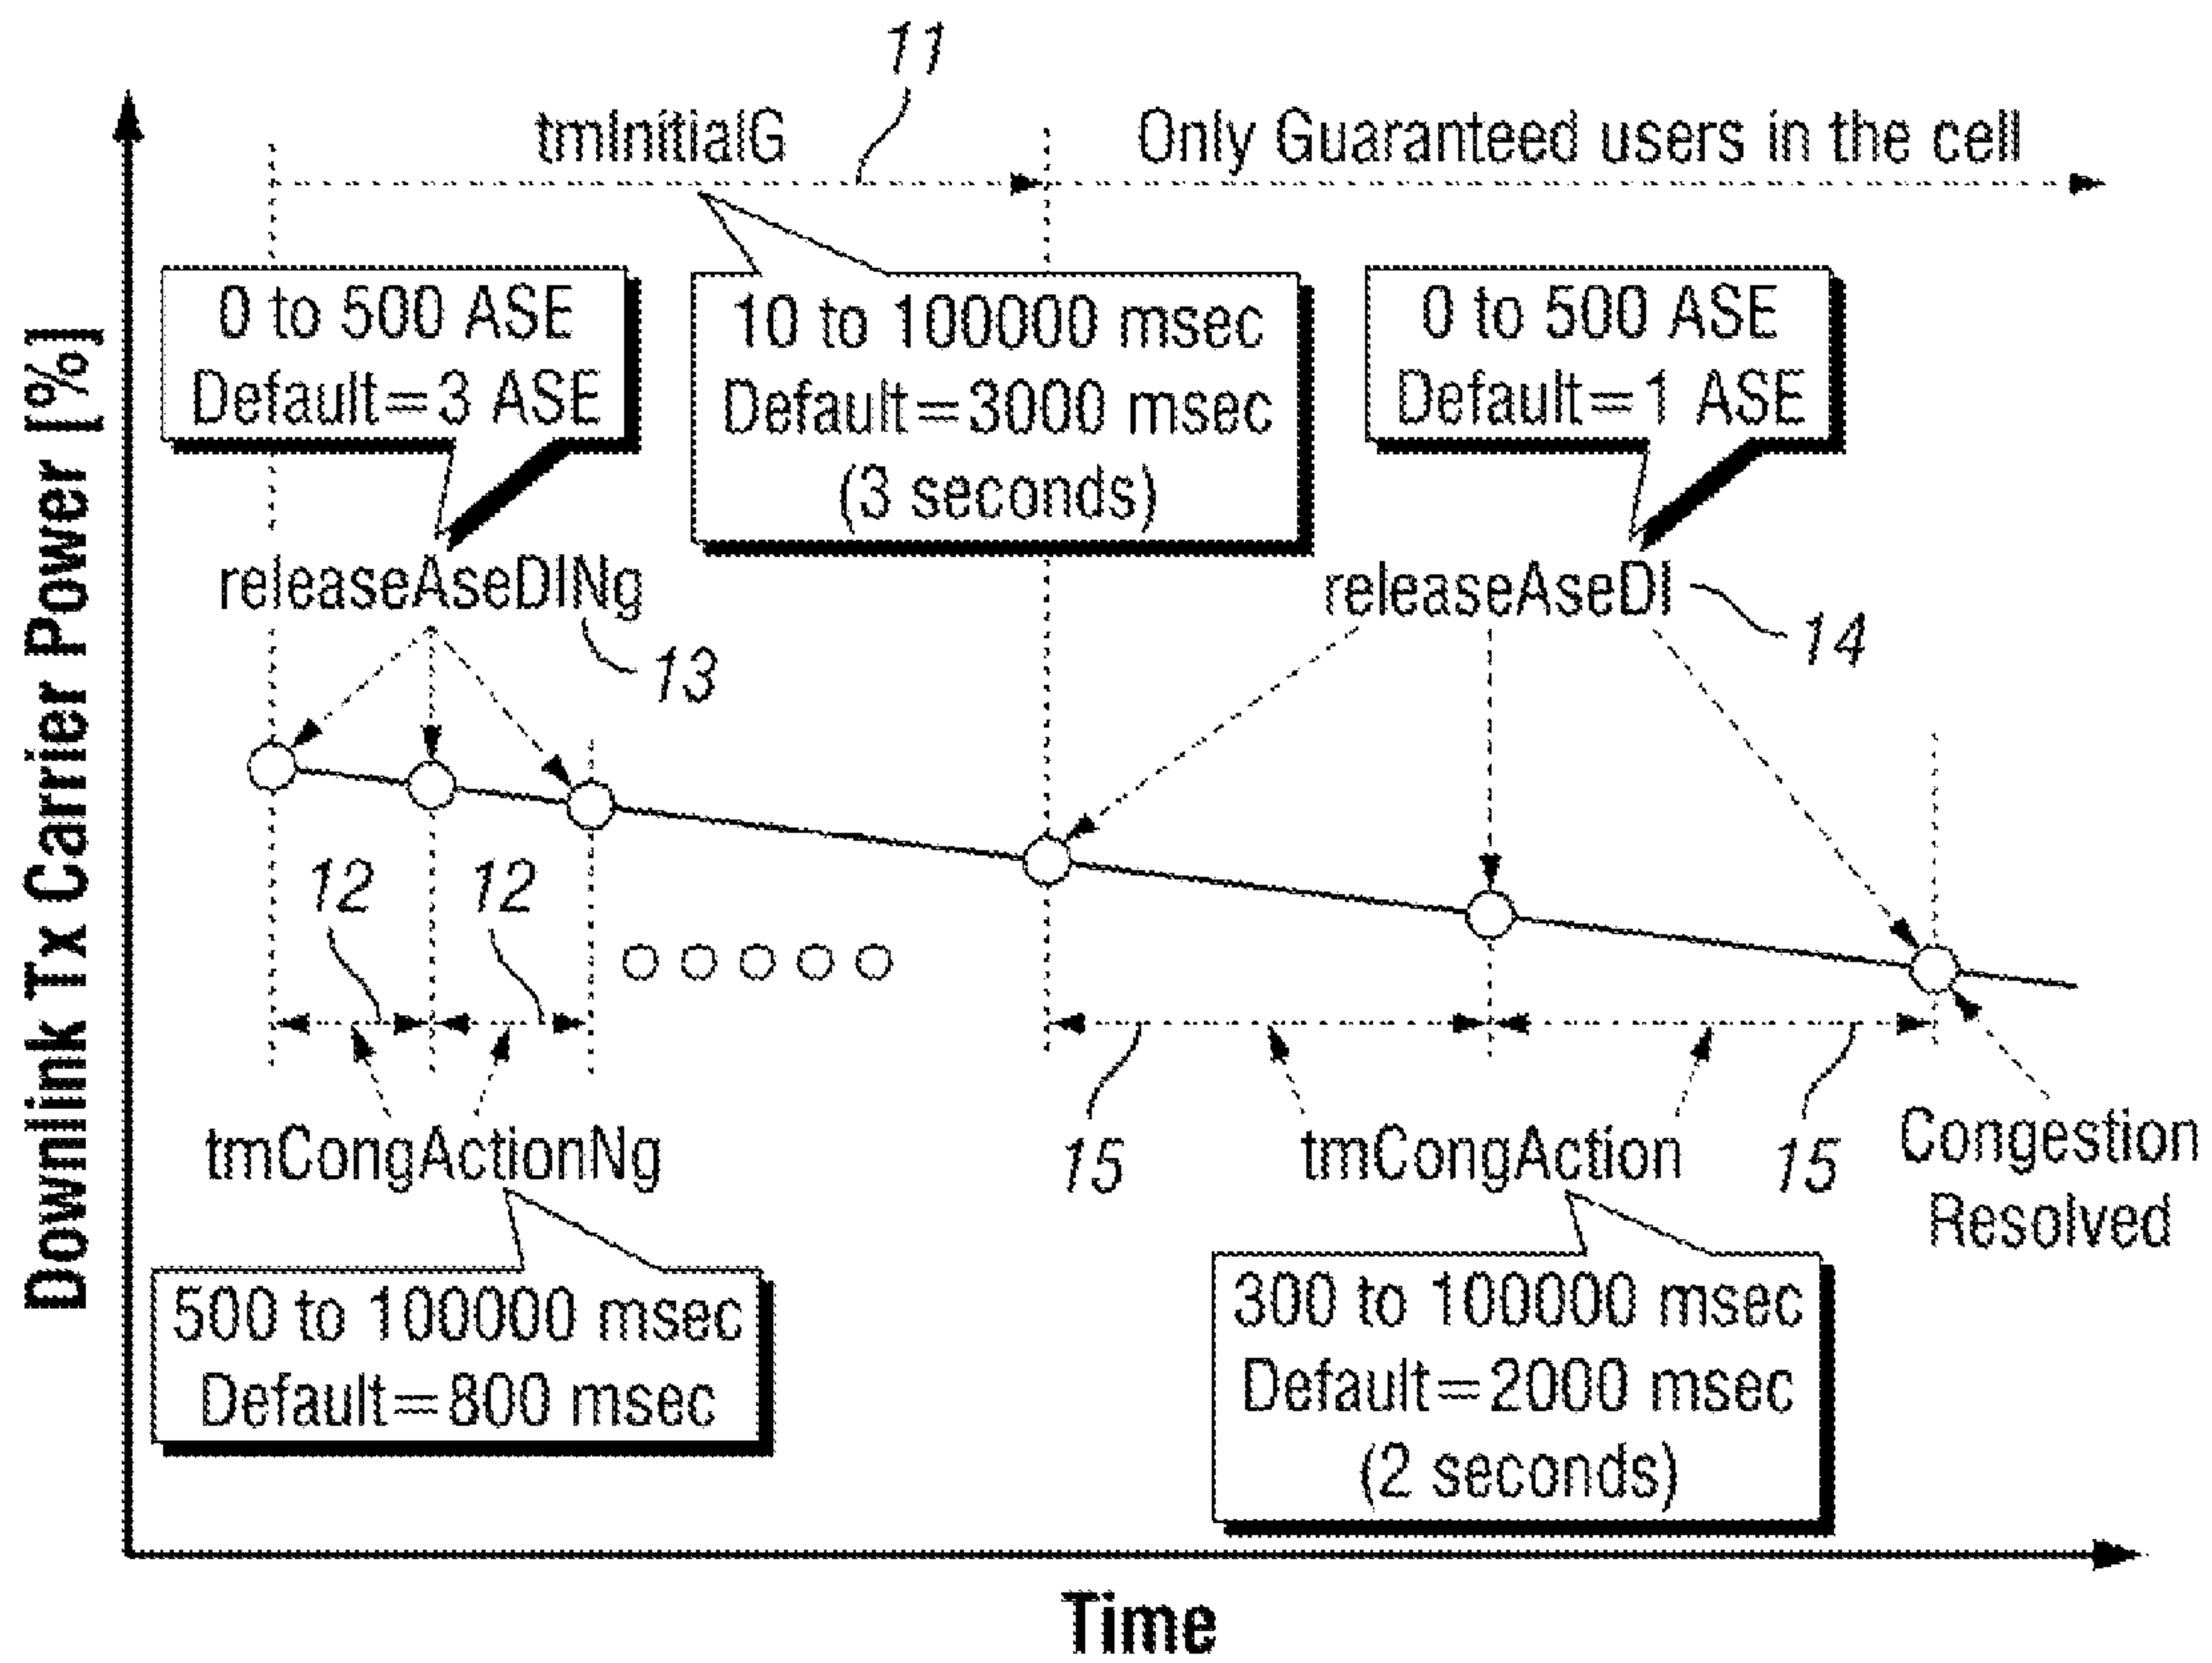 11
tmInitialG
Only Guaranteed users in the cell
0 to 500 ASE
Default=3 ASE
10 to 100000 msec
Default=3000 msec
(3 seconds)
0 to 500 ASE
Default=1 ASE
releaseAseDlNg
13
releaseAseDl
14
12
12
tmCongActionNg
15
tmCongAction
15
Congestion
Resolved
500 to 100000 msec
Default=800 msec
300 to 100000 msec
Default=2000 msec
(2 seconds)
Downlink Tx Carrier Power [%]
Time